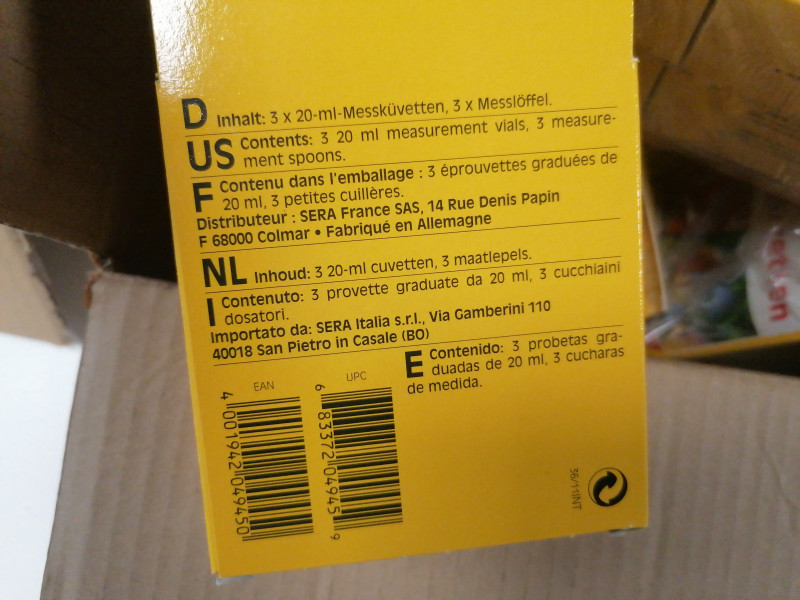 D Inhalt: 3 x 20-ml-Messküvetten, 3 x Messlöffel.
US Contents: 3 20 ml measurement vials, 3 measure-
ment spoons.
F Contenu dans l'emballage : 3 éprouvettes graduées de
20 ml, 3 petites cuillères.
Distributeur : SERA France SAS, 14 Rue Denis Papin
F 68000 Colmar • Fabriqué en Allemagne
NL Inhoud: 3 20-ml cuvetten, 3 maatlepels.
I Contenuto: 3 provette graduate da 20 ml, 3 cucchiaini
dosatori.
Importato da: SERA Italia s.r.l., Via Gamberini 110
40018 San Pietro in Casale (BO)
E Contenido: 3 probetas gra-
duadas de 20 ml, 3 cucharas
de medida.
EAN
4 001942 049450
UPC
6 83372 04945 9
56/11INT